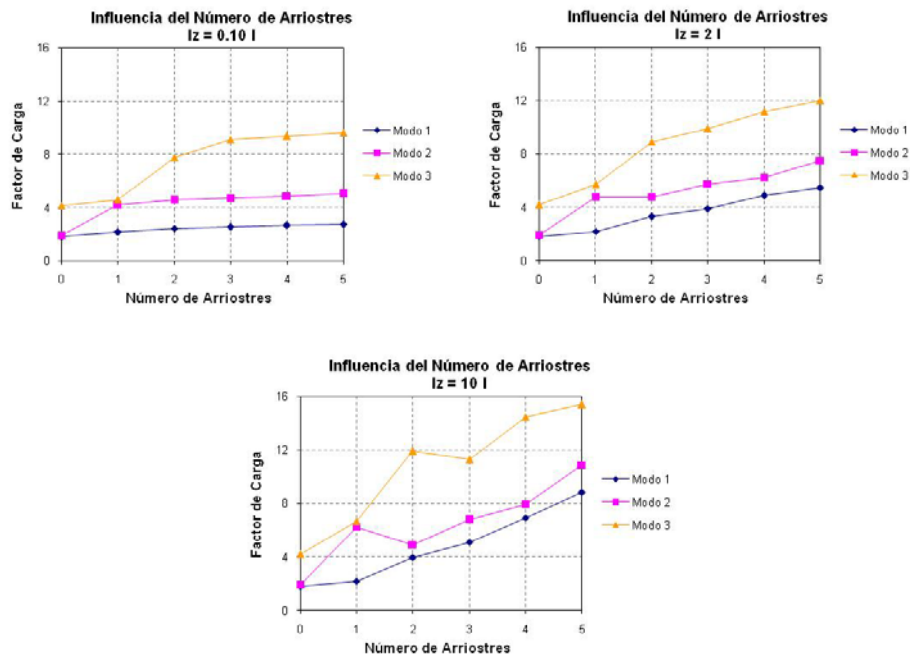 Influencia del Número de Arriostres
Iz = 0.10 I
16
12
8
4
0
Factor de Carga
0 1 2 3 4 5
Número de Arriostres
Modo 1
Modo 2
Modo 3
Influencia del Número de Arriostres
Iz = 2 I
16
12
8
4
0
Factor de Carga
0 1 2 3 4 5
Número de Arriostres
Modo 1
Modo 2
Modo 3
Influencia del Número de Arriostres
Iz = 10 I
16
12
8
4
0
Factor de Carga
0 1 2 3 4 5
Número de Arriostres
Modo 1
Modo 2
Modo 3